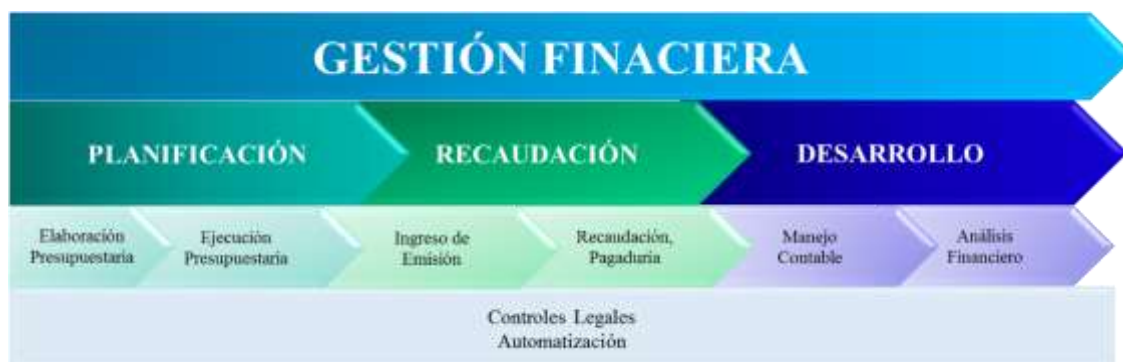 GESTIÓN FINACIERA
PLANIFICACIÓN
RECAUDACIÓN
DESARROLLO
Elaboración
Presupuestaria
Ejecución
Presupuestaria
Ingreso de
Emisión
Recaudación,
Pagaduria
Manejo
Contable
Análisis
Financiero
Controles Legales
Automatización